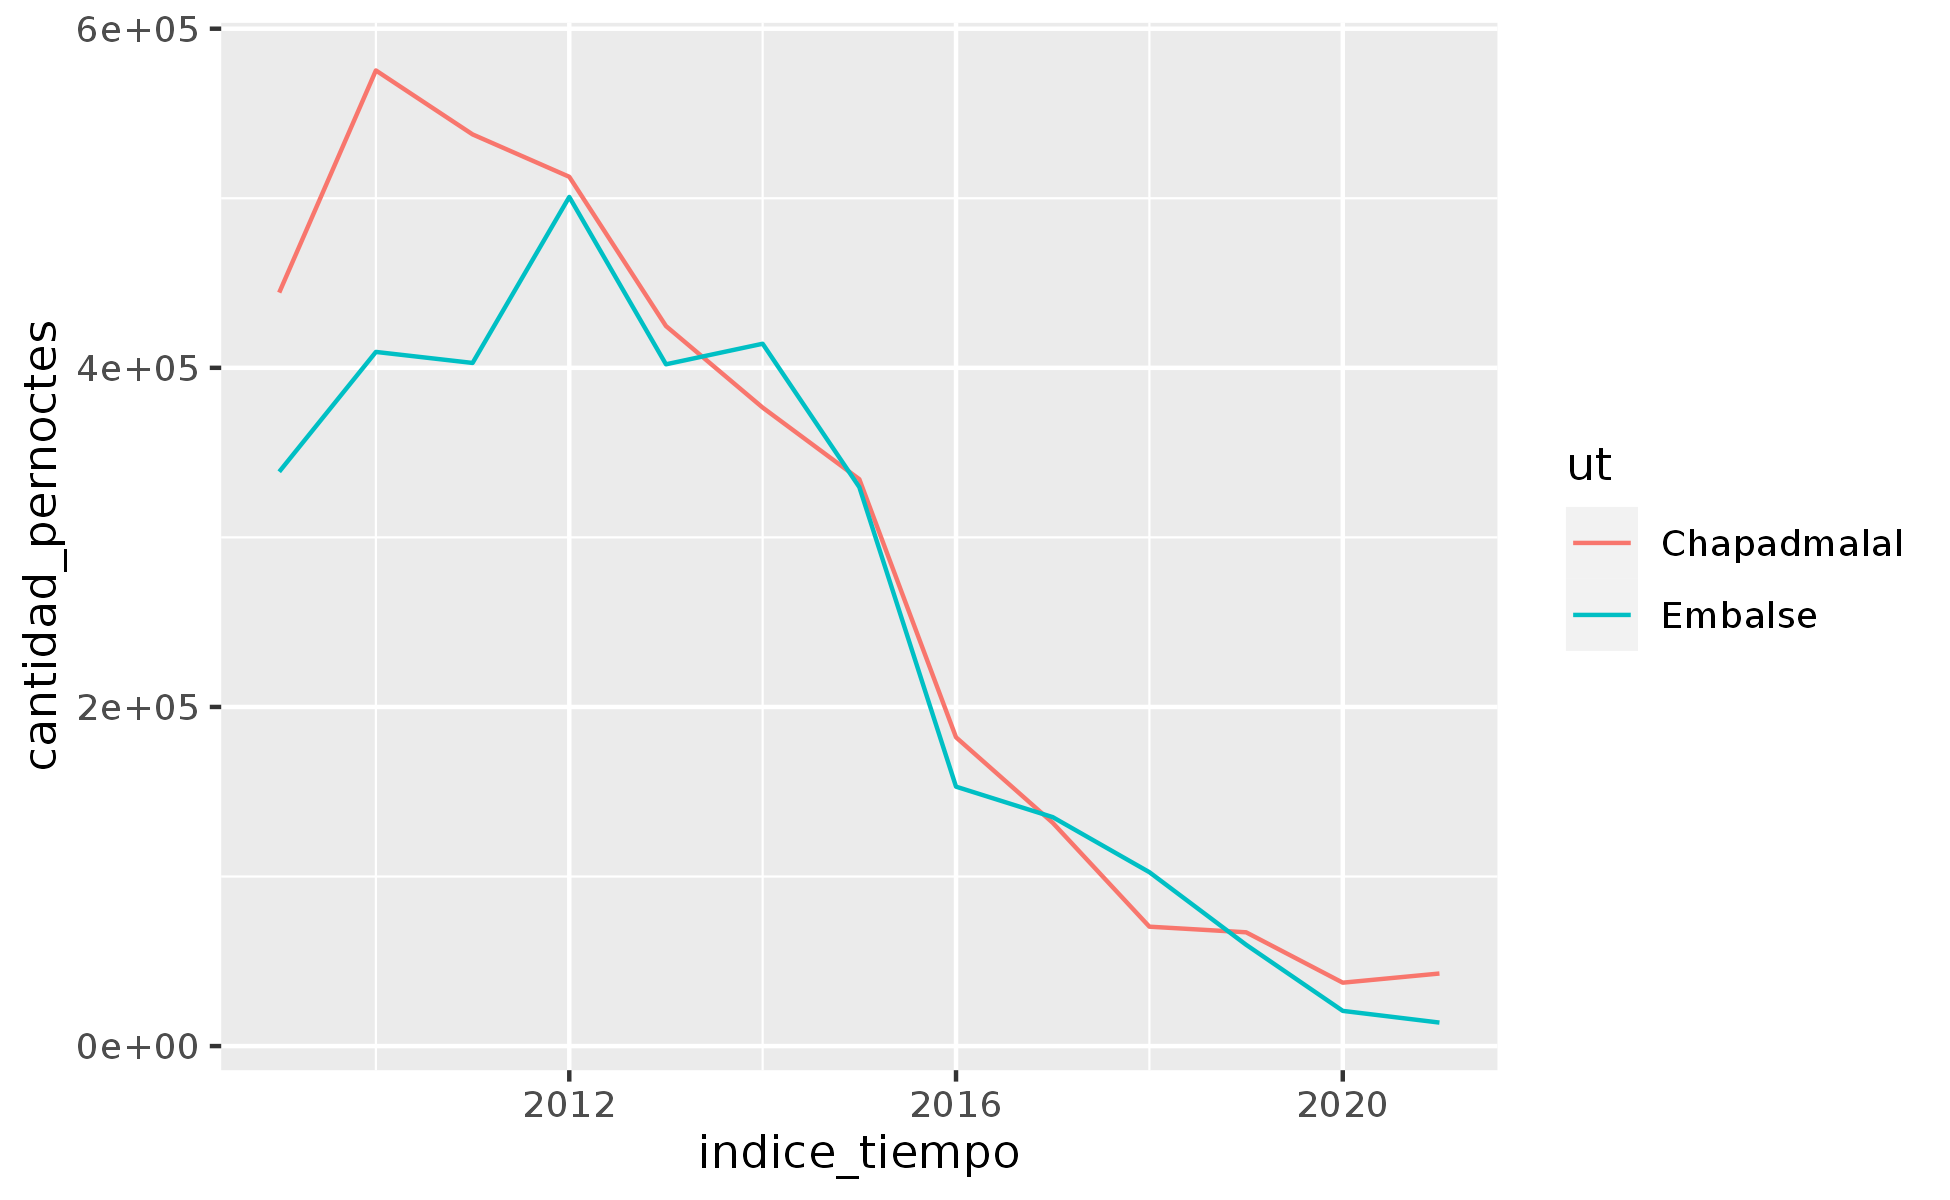 6e+05
4e+05
2e+05
0e+00
cantidad_pernoctes
2012 2016 2020
indice_tiempo
ut
Chapadmalal
Embalse